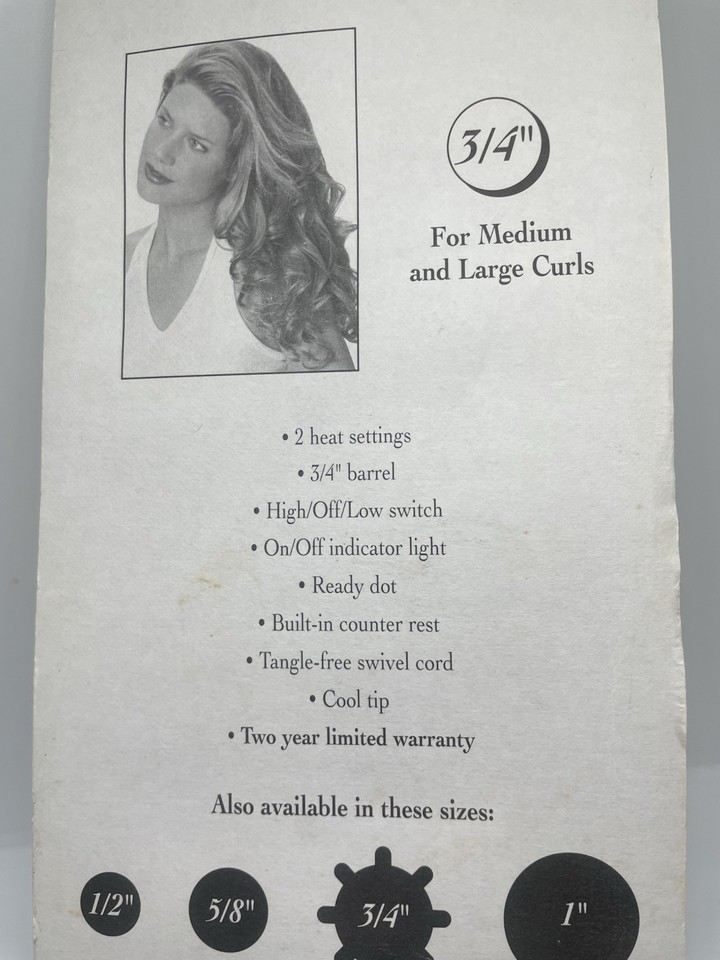 3/4"
For Medium
and Large Curls
• 2 heat settings
• 3/4" barrel
• High/Off/Low switch
• On/Off indicator light
• Ready dot
• Built-in counter rest
• Tangle-free swivel cord
• Cool tip
• Two year limited warranty
Also available in these sizes:
1/2" 5/8" 3/4" 1"